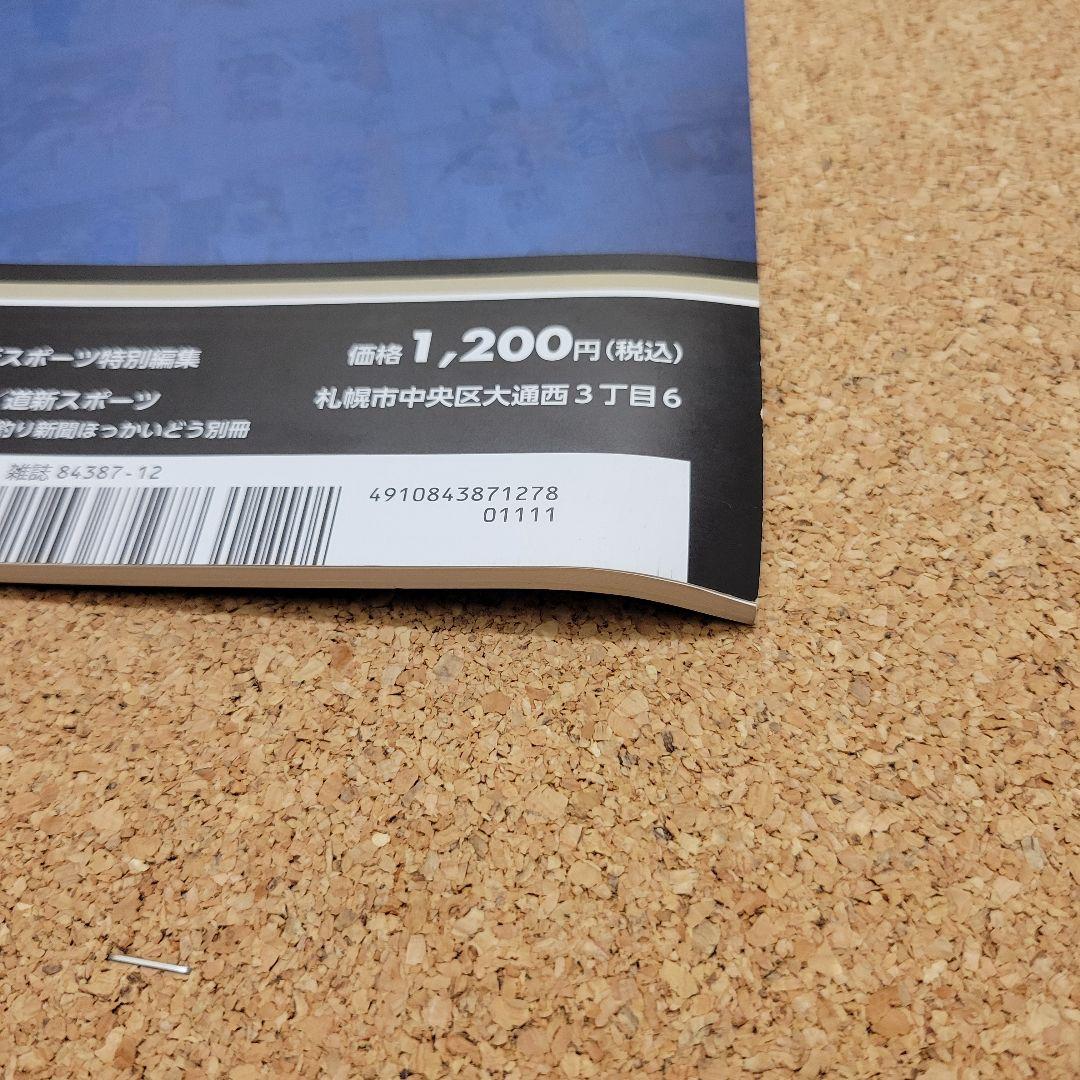 スポーツ特別編集
価格 1,200円(税込)
道新スポーツ
札幌市中央区大通西3丁目6
釣り新聞ほっかいどう別冊
雑誌 84387-12
4910843871278
01111